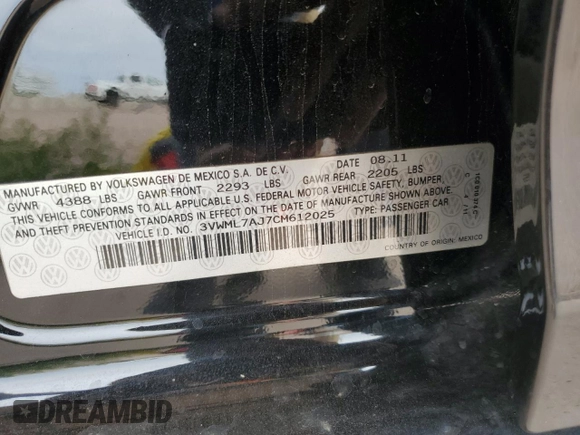 MANUFACTURED BY VOLKSWAGEN DE MEXICO S.A. DE C.V. DATE 08.11
GVWR 4388 LBS GAWR FRONT 2293 LBS GAWR REAR 2205 LBS
THIS VEHICLE CONFORMS TO ALL APPLICABLE U.S. FEDERAL MOTOR VEHICLE SAFETY, BUMPER,
AND THEFT PREVENTION STANDARDS IN EFFECT ON THE DATE OF MANUFACTURE SHOWN ABOVE.
VEHICLE I.D. NO. 3VWML7AJ7CM612025 TYPE: PASSENGER CAR
COUNTRY OF ORIGIN: MEXICO
DREAMBID